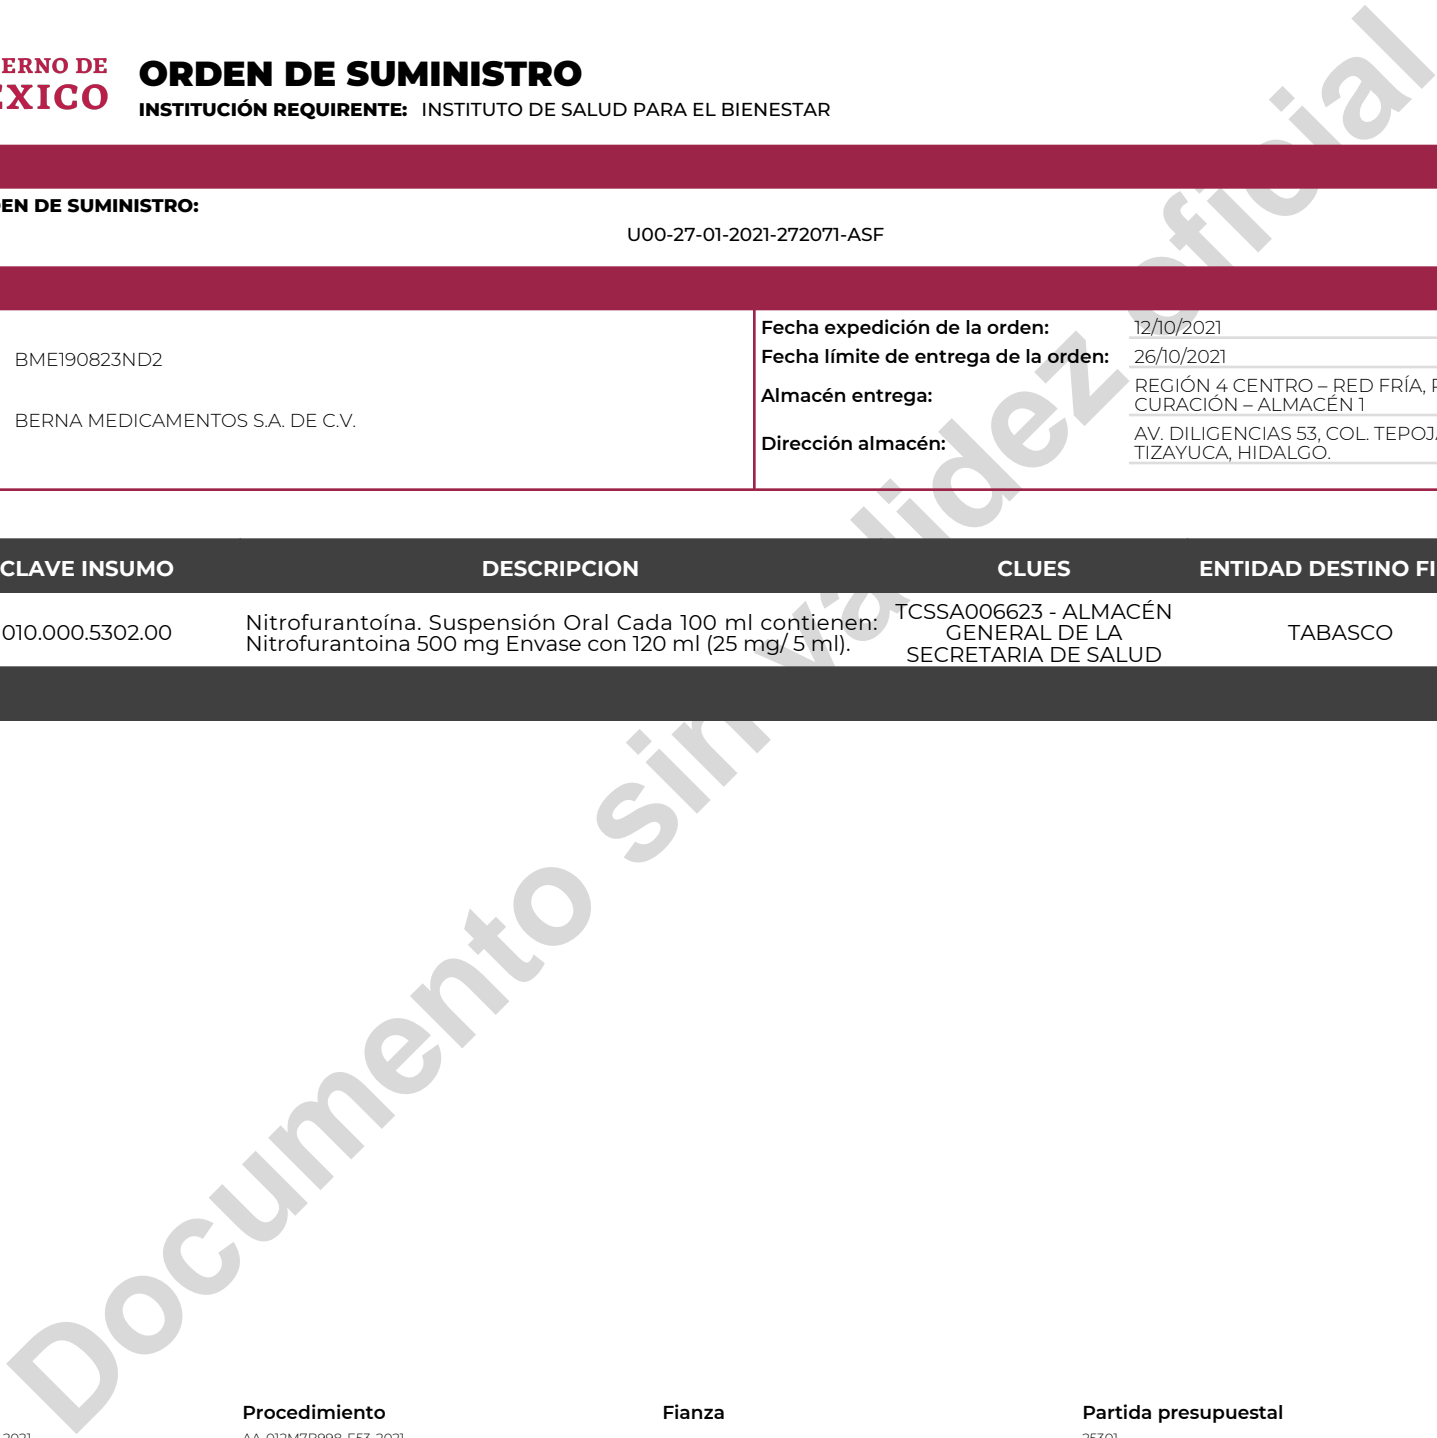 ERNO DE
EXICO
ORDEN DE SUMINISTRO
INSTITUCIÓN REQUIRENTE: INSTITUTO DE SALUD PARA EL BIENESTAR
EN DE SUMINISTRO:
U00-27-01-2021-272071-ASF
BME190823ND2
BERNA MEDICAMENTOS S.A. DE C.V.
Fecha expedición de la orden: 12/10/2021
Fecha límite de entrega de la orden: 26/10/2021
Almacén entrega: REGIÓN 4 CENTRO – RED FRÍA,
CURACIÓN – ALMACÉN 1
Dirección almacén: AV. DILIGENCIAS 53, COL. TEPOJ
TIZAYUCA, HIDALGO.
CLAVE INSUMO DESCRIPCION CLUES ENTIDAD DESTINO FI
010.000.5302.00
Nitrofurantoína. Suspensión Oral Cada 100 ml contienen:
Nitrofurantoina 500 mg Envase con 120 ml (25 mg/ 5 ml).
TCSSA006623 - ALMACÉN
GENERAL DE LA
SECRETARIA DE SALUD
TABASCO
Documento sin validez oficial
Procedimiento Fianza Partida presupuestal